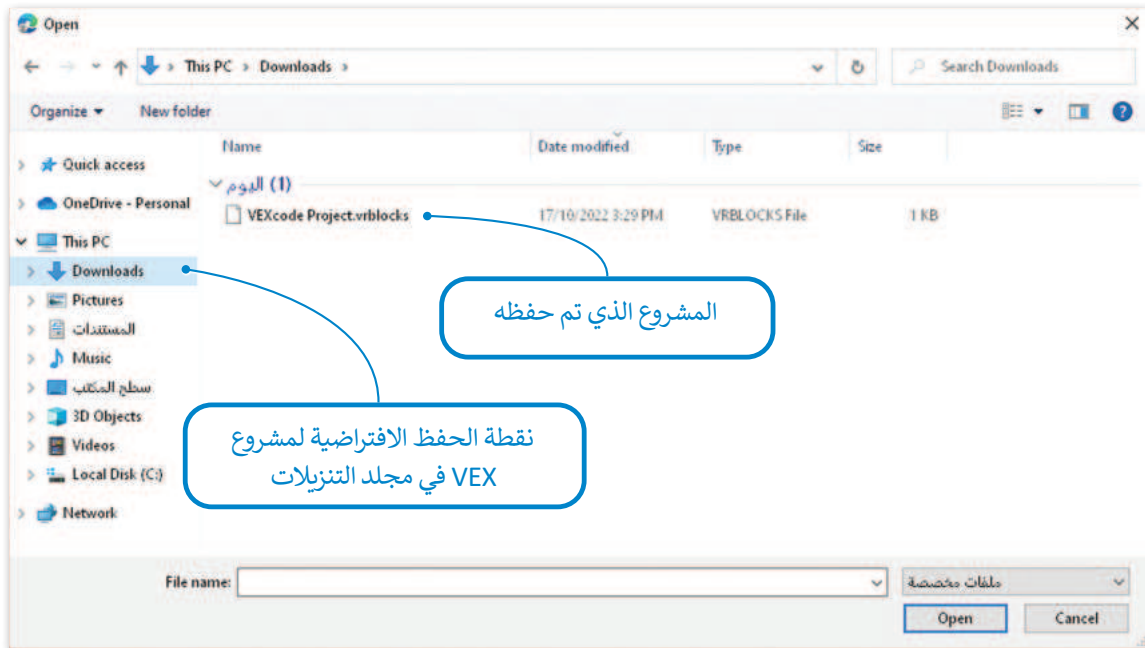 Open
This PC > Downloads >
Search Downloads
Organize
New folder
Name
Date modified
Type
Size
Quick access
OneDrive - Personal
This PC
Downloads
Pictures
المستندات
Music
سطح المكتب
3D Objects
Videos
Local Disk (C:)
Network
اليوم (1)
VEXcode Project.vrblocks
17/10/2022 3:29 PM
VRBLOCKS File
1 KB
المشروع الذي تم حفظه
نقطة الحفظ الافتراضية لمشروع
VEX في مجلد التنزيلات
File name:
ملفات مخصصة
Open
Cancel